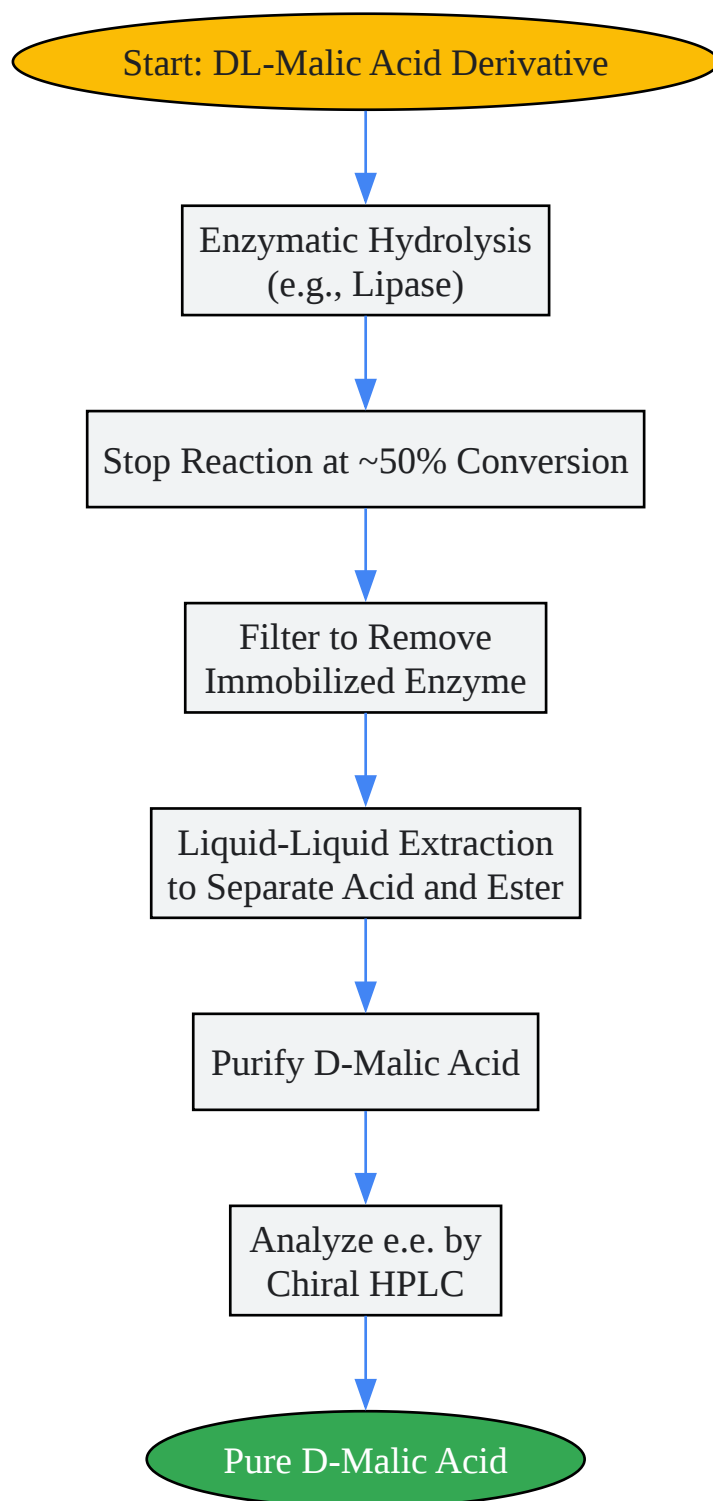 Start: DL-Malic Acid Derivative
Enzymatic Hydrolysis
(e.g., Lipase)
Stop Reaction at ~50% Conversion
Filter to Remove
Immobilized Enzyme
Liquid-Liquid Extraction
to Separate Acid and Ester
Purify D-Malic Acid
Analyze e.e. by
Chiral HPLC
Pure D-Malic Acid